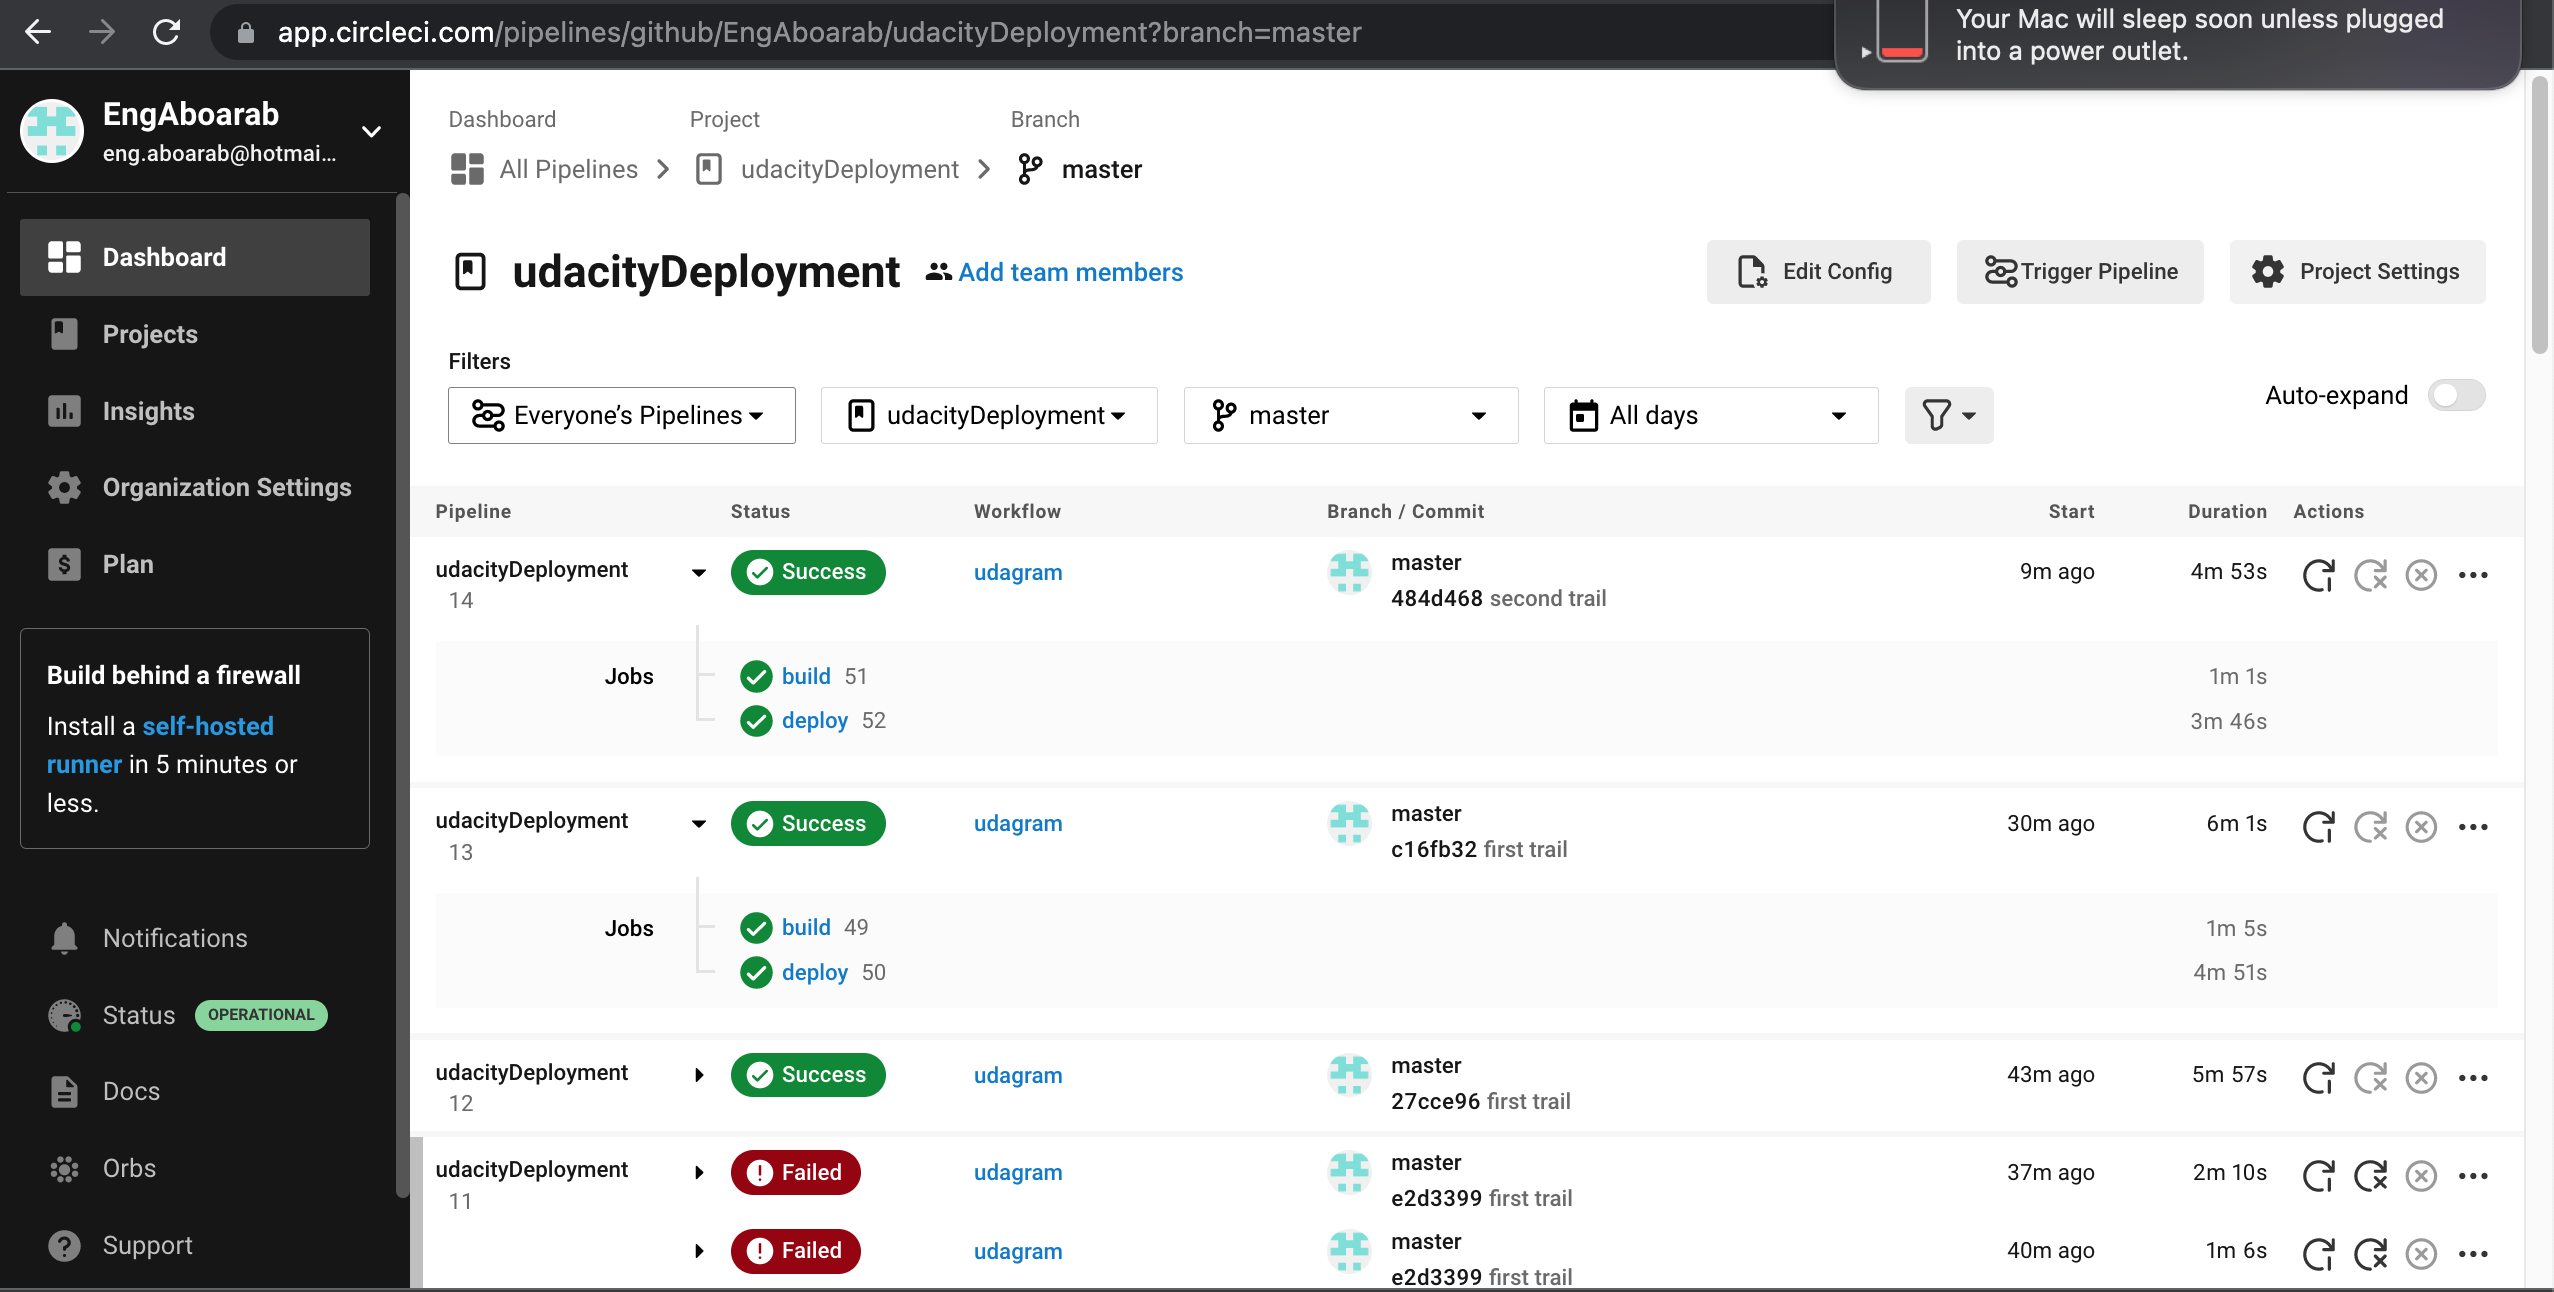 app.circleci.com/pipelines/github/EngAboarab/udacityDeployment?branch=master
Your Mac will sleep soon unless plugged
into a power outlet.
EngAboarab
eng.aboarab@hotmai...
Dashboard
Projects
Insights
Organization Settings
Plan
Build behind a firewall
Install a self-hosted
runner in 5 minutes or
less.
Notifications
Status OPERATIONAL
Docs
Orbs
Support
Dashboard Project Branch
All Pipelines udacityDeployment master
udacityDeployment Add team members
Edit Config Trigger Pipeline Project Settings
Filters
Everyone’s Pipelines udacityDeployment master All days
Auto-expand
Pipeline Status Workflow Branch / Commit Start Duration Actions
udacityDeployment Success udagram master 9m ago 4m 53s
14 484d468 second trail
Jobs build 51 1m 1s
deploy 52 3m 46s
udacityDeployment Success udagram master 30m ago 6m 1s
13 c16fb32 first trail
Jobs build 49 1m 5s
deploy 50 4m 51s
udacityDeployment Success udagram master 43m ago 5m 57s
12 27cce96 first trail
udacityDeployment Failed udagram master 37m ago 2m 10s
11 e2d3399 first trail
Failed udagram master 40m ago 1m 6s
e2d3399 first trail